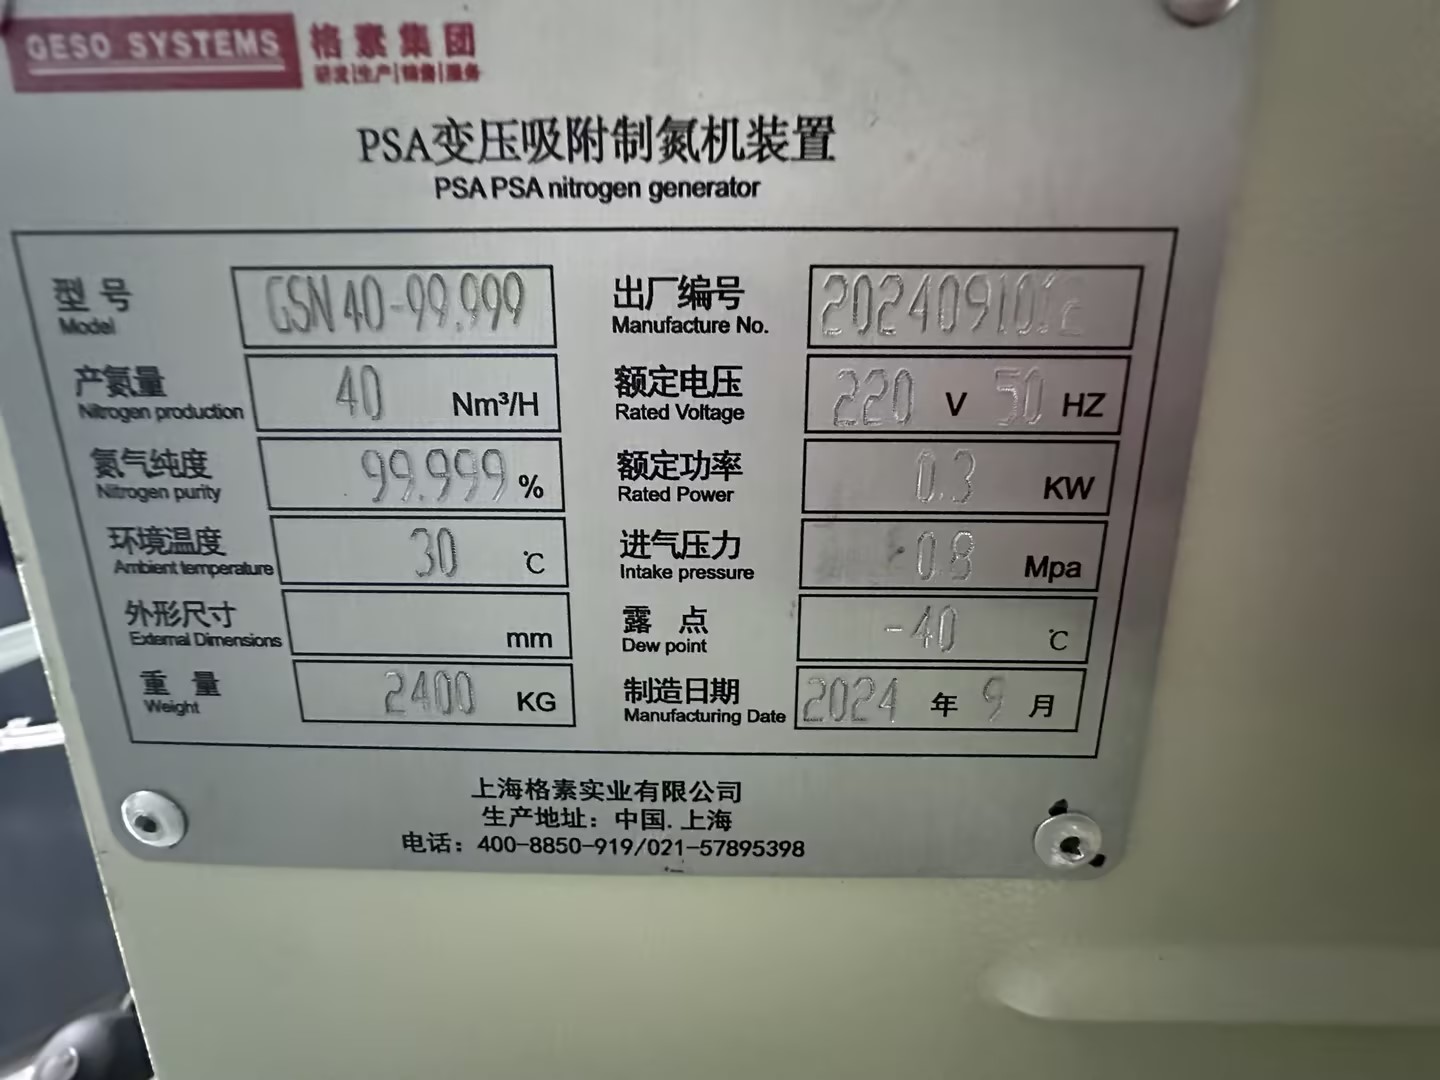 GESO SYSTEMS 格素集团
研发|生产|销售|服务
PSA变压吸附制氮机装置
PSA PSA nitrogen generator
型号 GSN40-99.999 出厂编号
Model Manufacture No.
产氮量 40 Nm³/H 额定电压 220 V 50 HZ
Nitrogen production Rated Voltage
氮气纯度 99.999 % 额定功率 0.3 KW
Nitrogen purity Rated Power
环境温度 30 ℃ 进气压力 0.8 Mpa
Ambient temperature Intake pressure
外形尺寸 mm 露点 -40 ℃
External Dimensions Dew point
重量 2400 KG 制造日期 2024 年 9 月
Weight Manufacturing Date
上海格素实业有限公司
生产地址：中国.上海
电话：400-8850-919/021-57895398